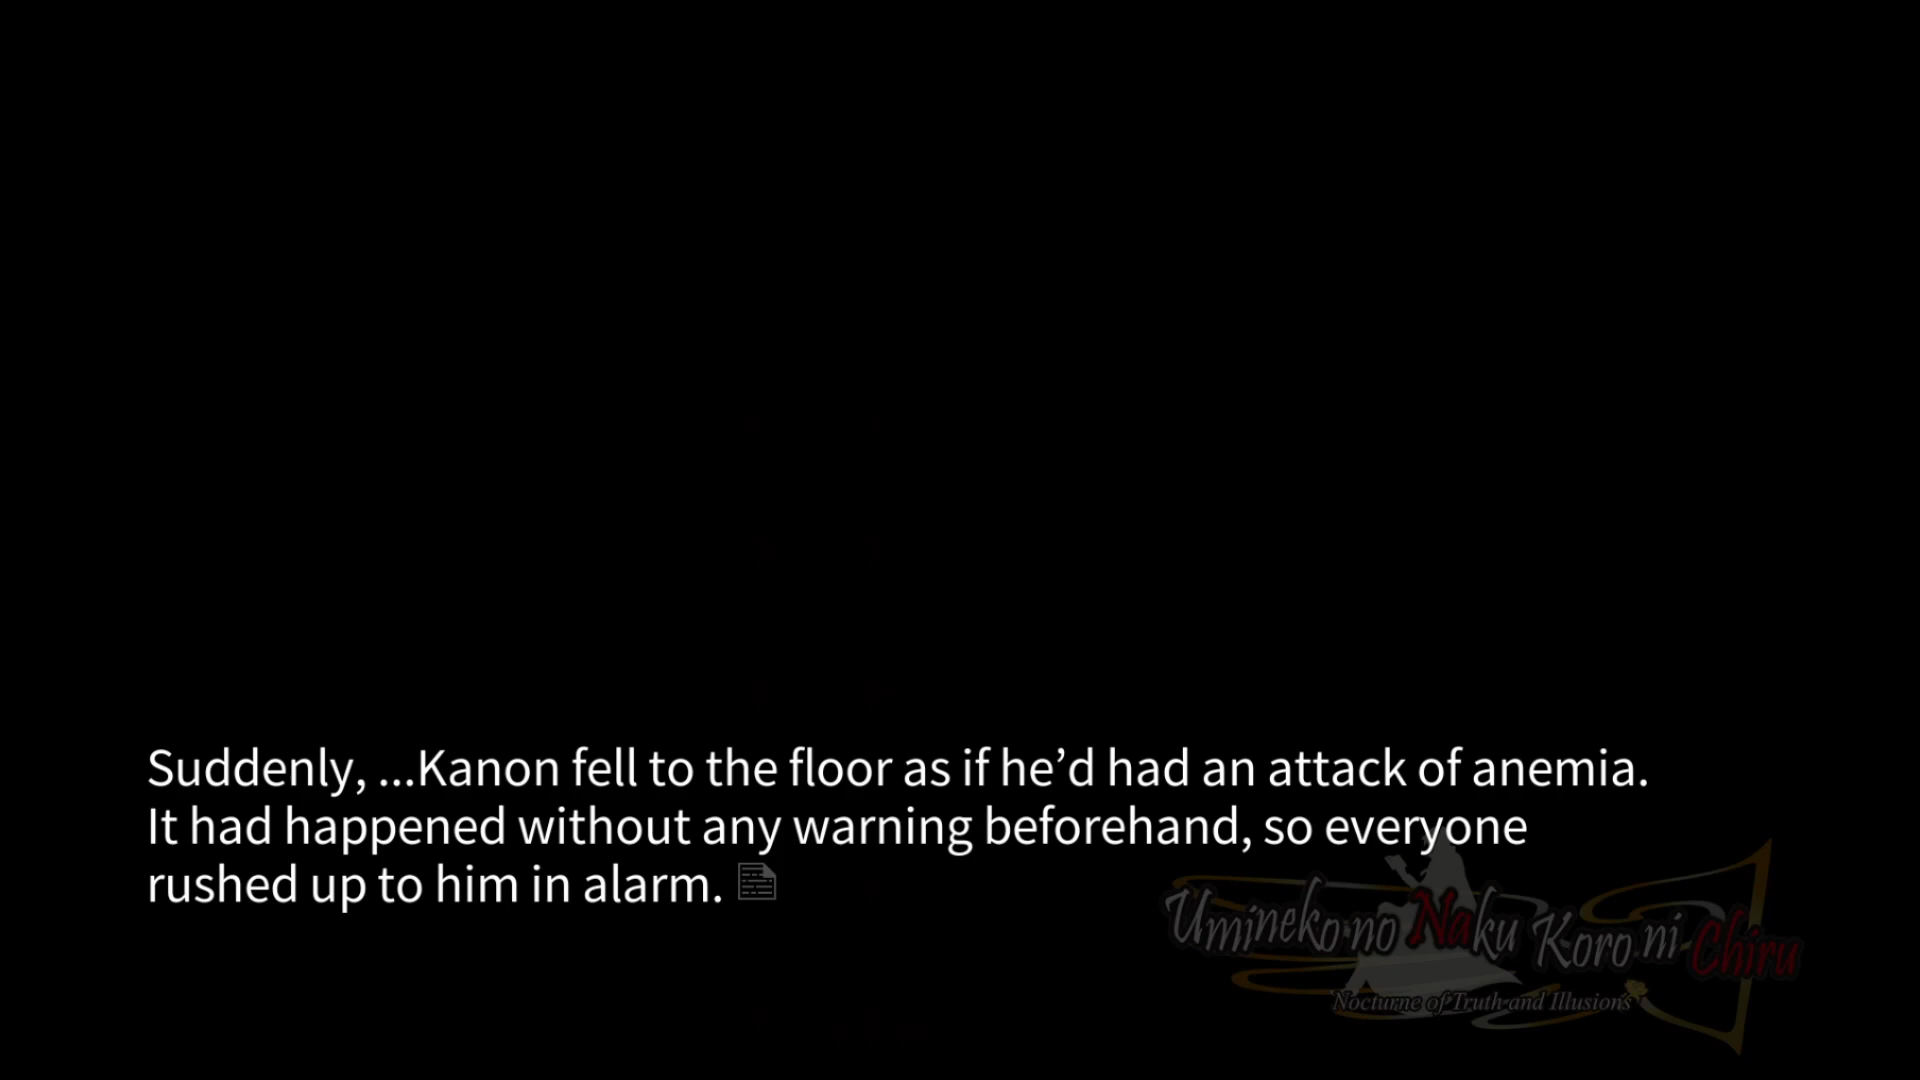 Suddenly, ...Kanon fell to the floor as if he’d had an attack of anemia.
It had happened without any warning beforehand, so everyone
rushed up to him in alarm.
Umineko no Naku Koro ni Chiru
Nocturne of Truth and Illusions